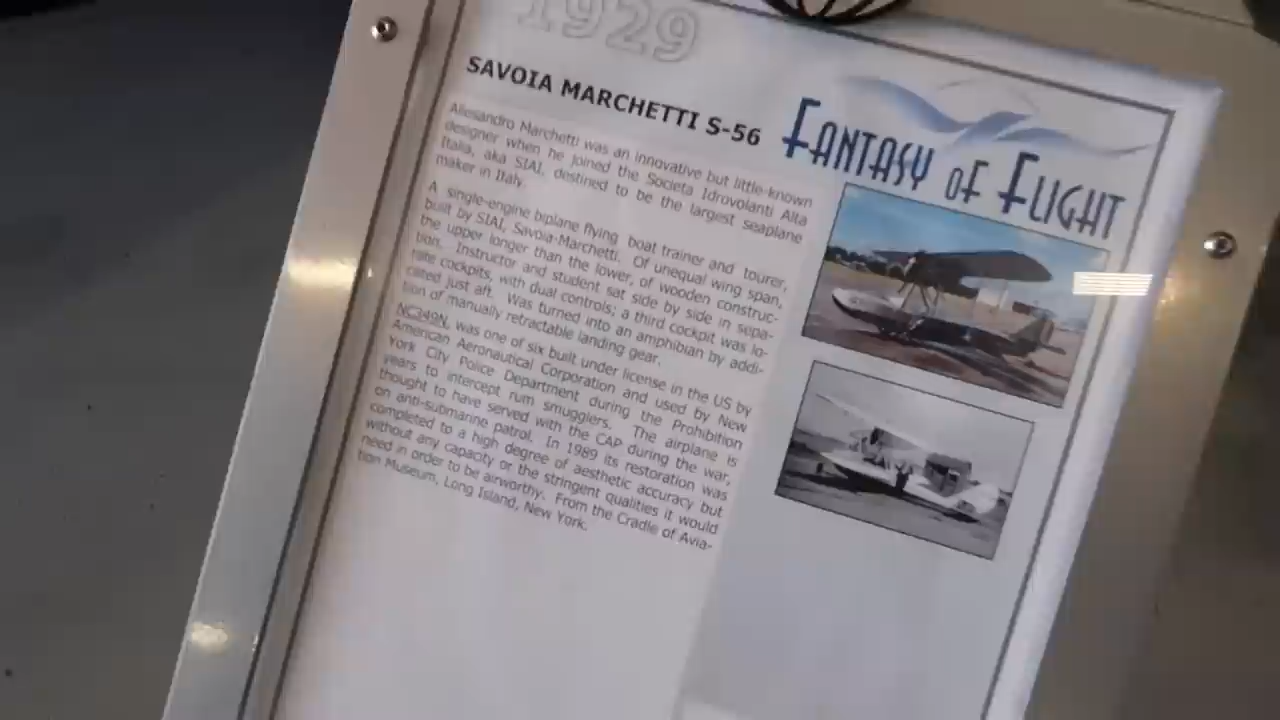 1929
SAVOIA MARCHETTI S-56
FANTASY OF FLIGHT
Allesandro Marchetti was an innovative but little-known
designer when he joined the Societa Idrovolanti Alta
Italia, aka SIAI, destined to be the largest seaplane
maker in Italy.
A single-engine biplane flying boat trainer and tourer,
built by SIAI, Savoia-Marchetti. Of unequal wing span,
the upper longer than the lower, of wooden construc-
tion. Instructor and student sat side by side in sepa-
rate cockpits, with dual controls; a third cockpit was lo-
cated just aft. Was turned into an amphibian by addi-
tion of manually retractable landing gear.
NC349N, was one of six built under license in the US by
American Aeronautical Corporation and used by New
York City Police Department during the Prohibition
years to intercept rum smugglers. The airplane is
thought to have served with the CAP during the war,
on anti-submarine patrol. In 1989 its restoration was
completed to a high degree of aesthetic accuracy but
without any capacity or the stringent qualities it would
need in order to be airworthy. From the Cradle of Avia-
tion Museum, Long Island, New York.